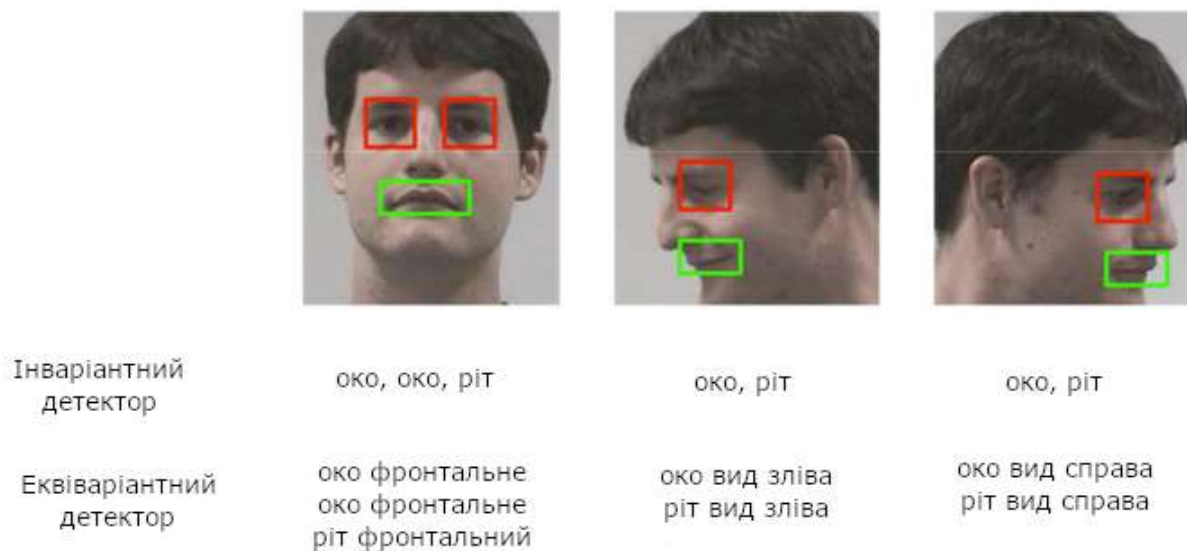 Інваріантний
детектор
око, око, ріт
око, ріт
око, ріт
Еквіваріантний
детектор
око фронтальне
око фронтальне
ріт фронтальний
око вид зліва
ріт вид зліва
око вид справа
ріт вид справа